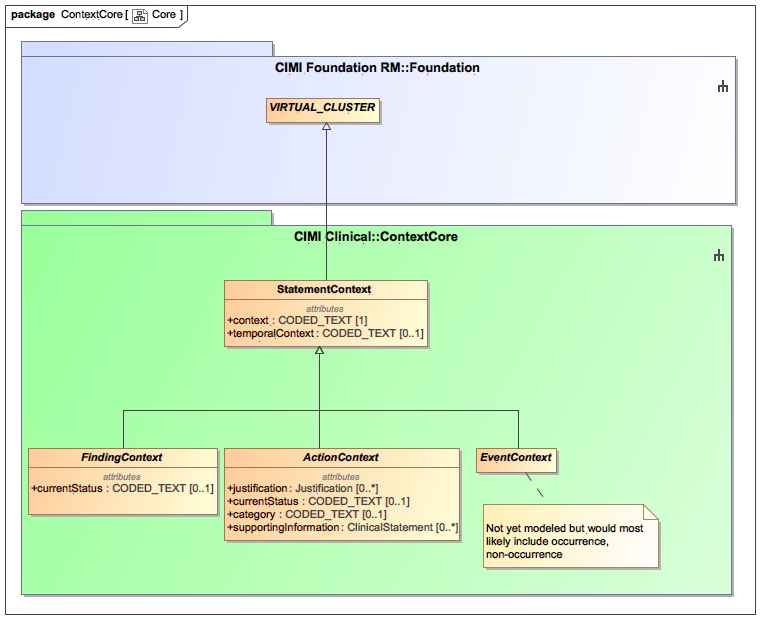 package ContextCore [ Core ]
CIMI Foundation RM::Foundation
VIRTUAL_CLUSTER
CIMI Clinical::ContextCore
StatementContext
attributes
+context : CODED_TEXT [1]
+temporalContext : CODED_TEXT [0..1]
FindingContext
attributes
+currentStatus : CODED_TEXT [0..1]
ActionContext
attributes
+justification : Justification [0..*]
+currentStatus : CODED_TEXT [0..1]
+category : CODED_TEXT [0..1]
+supportingInformation : ClinicalStatement [0..*]
EventContext
Not yet modeled but would most
likely include occurrence,
non-occurrence